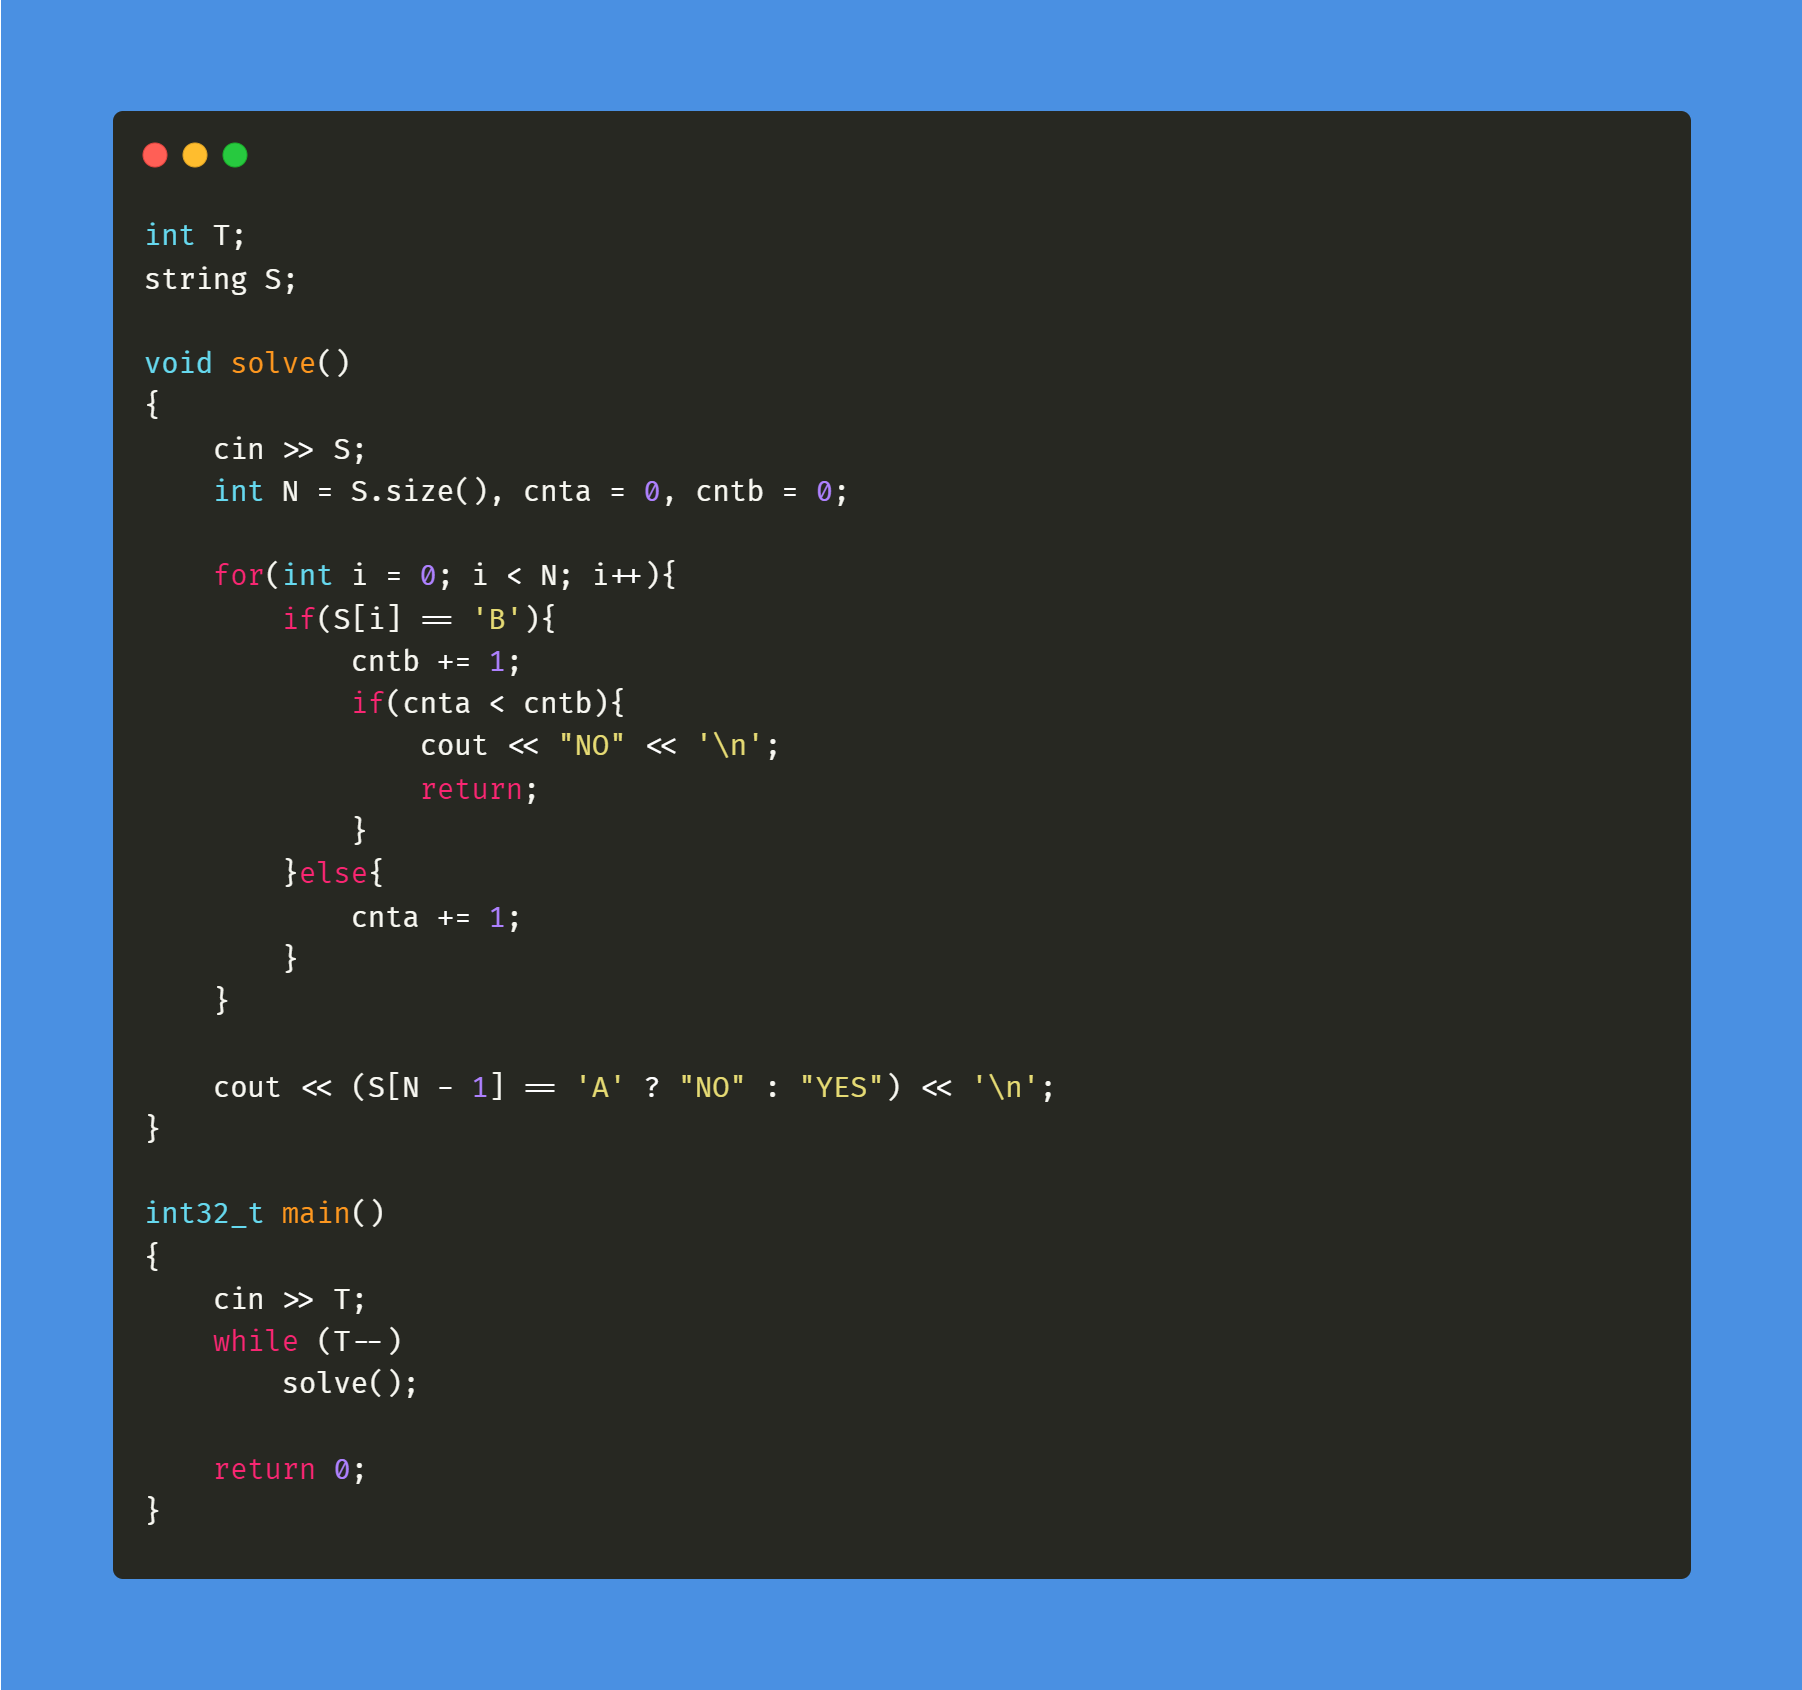 int T;
string S;
void solve()
{
    cin >> S;
    int N = S.size(), cnta = 0, cntb = 0;
    for(int i = 0; i < N; i++){
        if(S[i] == 'B'){
            cntb += 1;
            if(cnta < cntb){
                cout << "NO" << '\n';
                return;
            }
        }else{
            cnta += 1;
        }
    }
    cout << (S[N - 1] == 'A' ? "NO" : "YES") << '\n';
}
int32_t main()
{
    cin >> T;
    while (T--)
        solve();
    return 0;
}